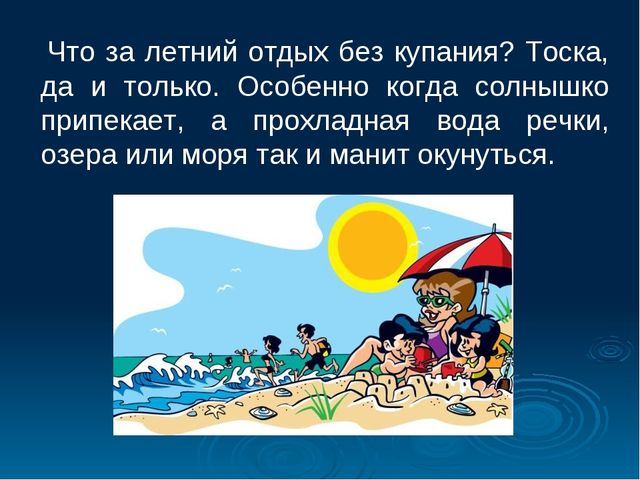 Что за летний отдых без купания? Тоска,
да и только. Особенно когда солнышко
припекает, а прохладная вода речки,
озера или моря так и манит окунуться.